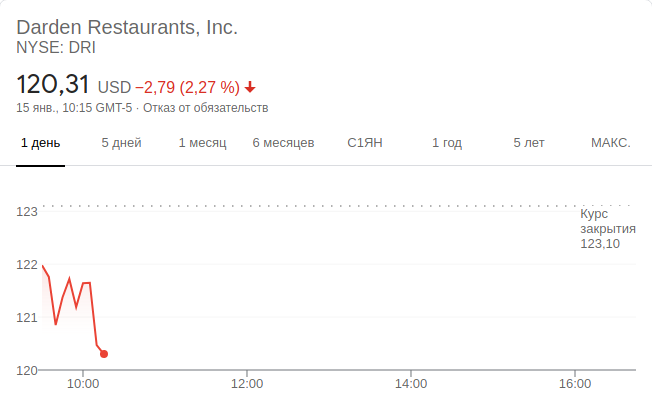 Darden Restaurants, Inc.
NYSE: DRI
120,31 USD −2,79 (2,27 %)
15 янв., 10:15 GMT-5 · Отказ от обязательств
1 день 5 дней 1 месяц 6 месяцев С1ЯН 1 год 5 лет МАКС.
123
Курс
закрытия
123,10
122
121
120
10:00 12:00 14:00 16:00